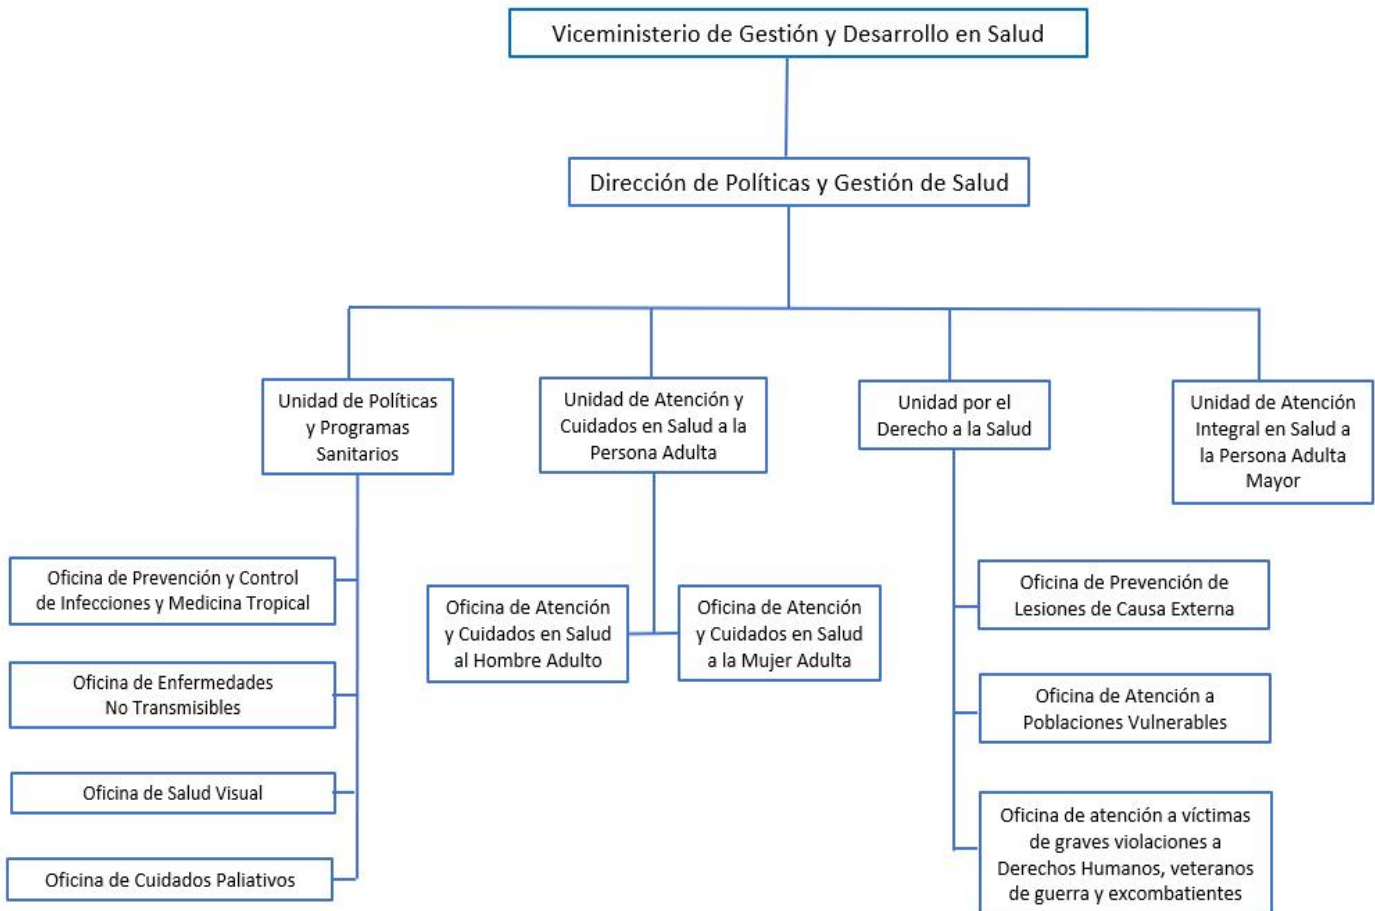 Viceministerio de Gestión y Desarrollo en Salud
Dirección de Políticas y Gestión de Salud
Unidad de Políticas
y Programas
Sanitarios
Unidad de Atención y
Cuidados en Salud a la
Persona Adulta
Unidad por el
Derecho a la Salud
Unidad de Atención
Integral en Salud a
la Persona Adulta
Mayor
Oficina de Prevención y Control
de Infecciones y Medicina Tropical
Oficina de Enfermedades
No Transmisibles
Oficina de Salud Visual
Oficina de Cuidados Paliativos
Oficina de Atención
y Cuidados en Salud
al Hombre Adulto
Oficina de Atención
y Cuidados en Salud
a la Mujer Adulta
Oficina de Prevención de
Lesiones de Causa Externa
Oficina de Atención a
Poblaciones Vulnerables
Oficina de atención a víctimas
de graves violaciones a
Derechos Humanos, veteranos
de guerra y excombatientes